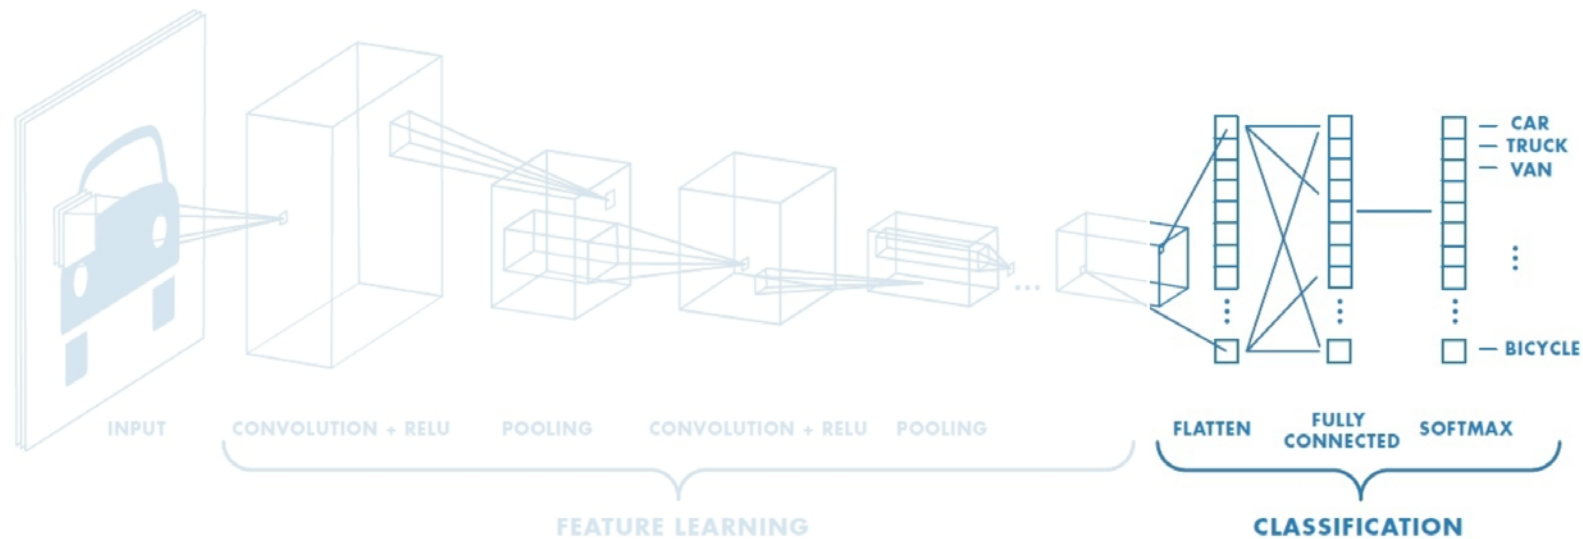 CAR
TRUCK
VAN
BICYCLE
INPUT
CONVOLUTION + RELU
POOLING
CONVOLUTION + RELU
POOLING
FLATTEN
FULLY
CONNECTED
SOFTMAX
FEATURE LEARNING
CLASSIFICATION